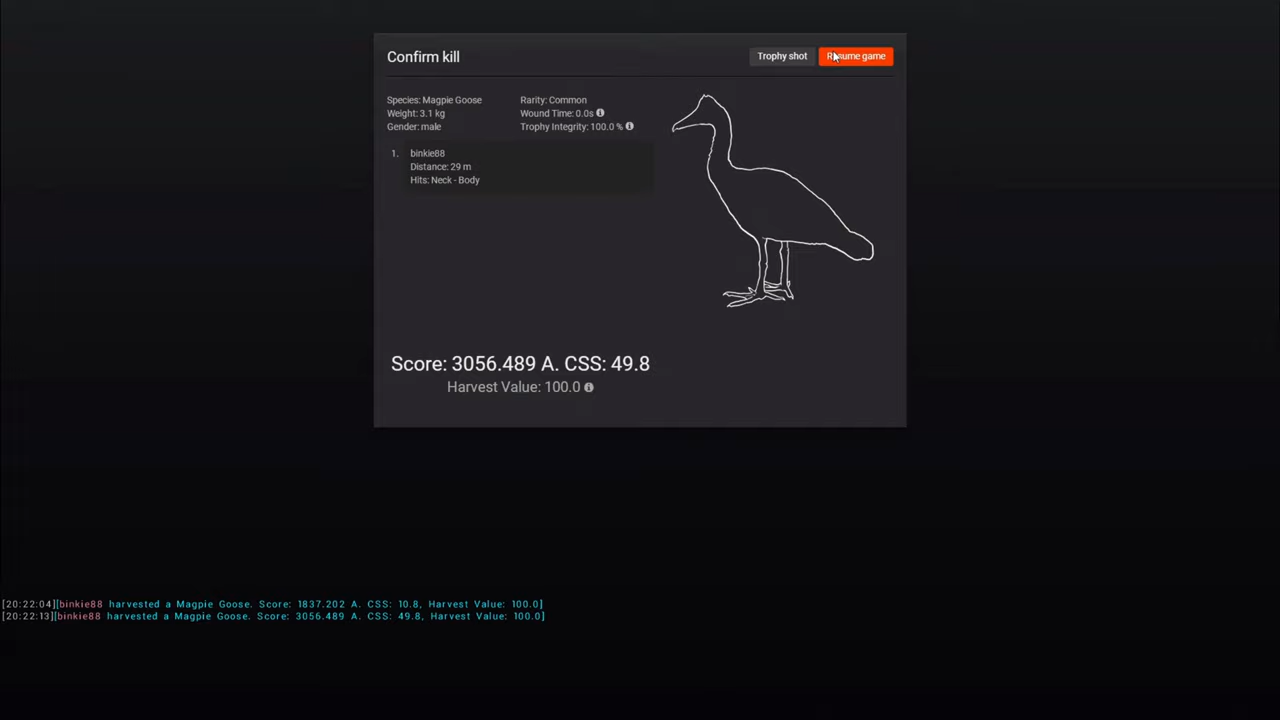 Confirm kill
Trophy shot
Resume game
Species: Magpie Goose
Weight: 3.1 kg
Gender: male
Rarity: Common
Wound Time: 0.0s
Trophy Integrity: 100.0 %
1. binkie88
Distance: 29 m
Hits: Neck - Body
Score: 3056.489 A. CSS: 49.8
Harvest Value: 100.0
[20:22:04][binkie88 harvested a Magpie Goose. Score: 1837.202 A. CSS: 10.8, Harvest Value: 100.0]
[20:22:13][binkie88 harvested a Magpie Goose. Score: 3056.489 A. CSS: 49.8, Harvest Value: 100.0]